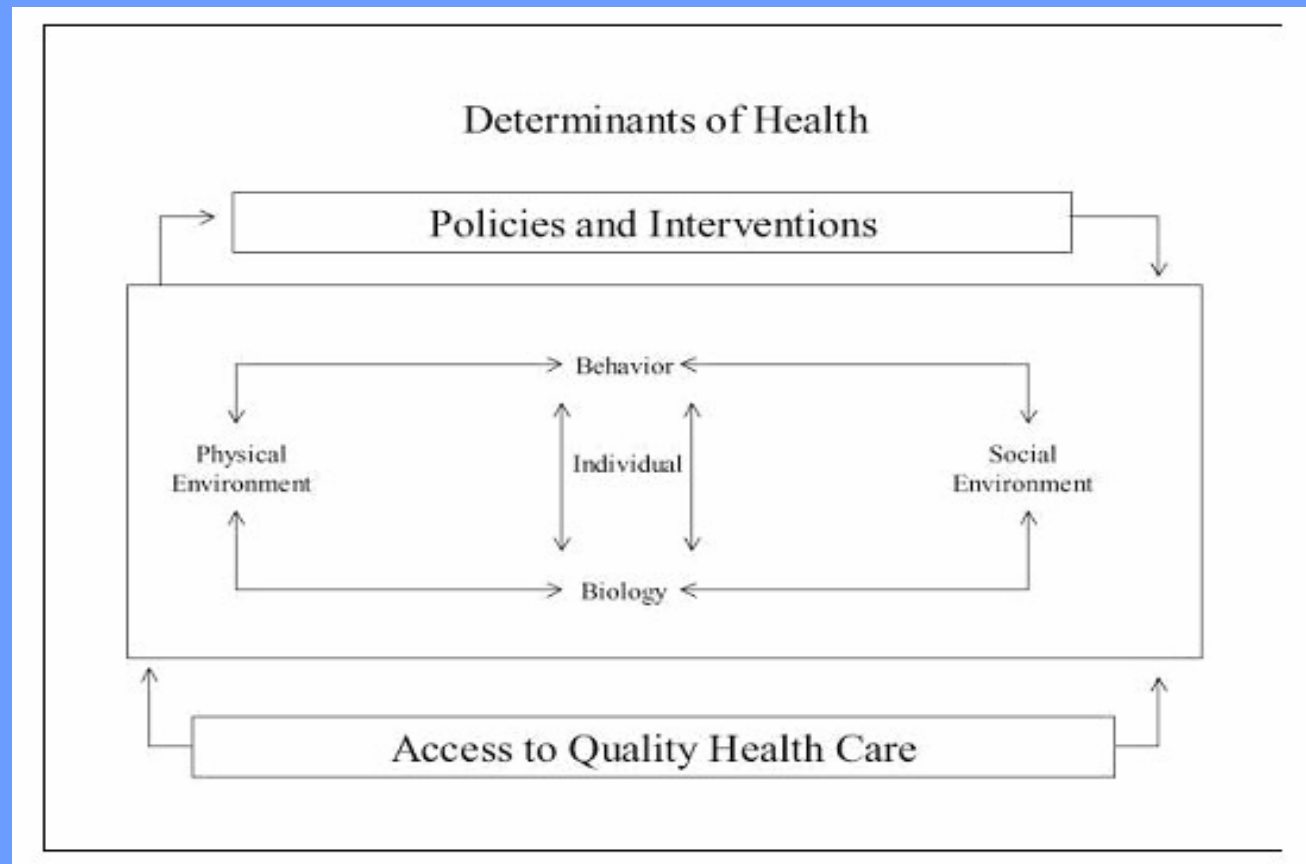 Determinants of Health
Policies and Interventions
Behavior
Physical
Environment
Individual
Social
Environment
Biology
Access to Quality Health Care